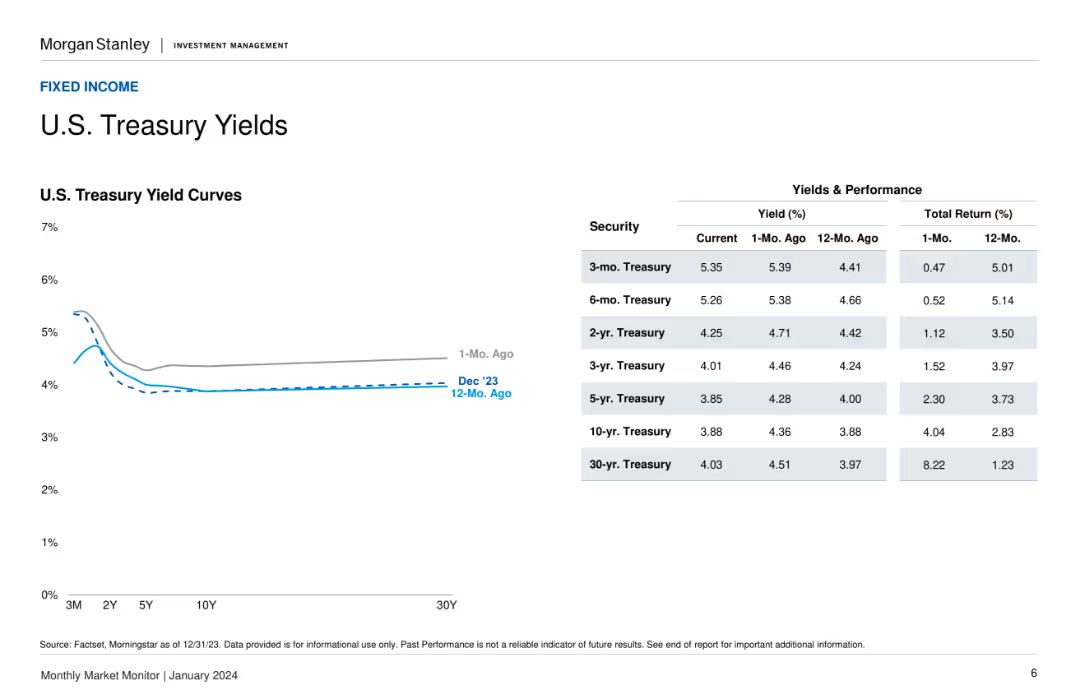 Morgan Stanley | INVESTMENT MANAGEMENT
FIXED INCOME
U.S. Treasury Yields
U.S. Treasury Yield Curves
7%
6%
5%
4%
3%
2%
1%
0%
3M 2Y 5Y 10Y 30Y
1-Mo. Ago
Dec '23
12-Mo. Ago
Yields & Performance
Security Yield (%) Total Return (%)
Current 1-Mo. Ago 12-Mo. Ago 1-Mo. 12-Mo.
3-mo. Treasury 5.35 5.39 4.41 0.47 5.01
6-mo. Treasury 5.26 5.38 4.66 0.52 5.14
2-yr. Treasury 4.25 4.71 4.42 1.12 3.50
3-yr. Treasury 4.01 4.46 4.24 1.52 3.97
5-yr. Treasury 3.85 4.28 4.00 2.30 3.73
10-yr. Treasury 3.88 4.36 3.88 4.04 2.83
30-yr. Treasury 4.03 4.51 3.97 8.22 1.23
Source: Factset, Morningstar as of 12/31/23. Data provided is for informational use only. Past Performance is not a reliable indicator of future results. See end of report for important additional information.
Monthly Market Monitor | January 2024
6